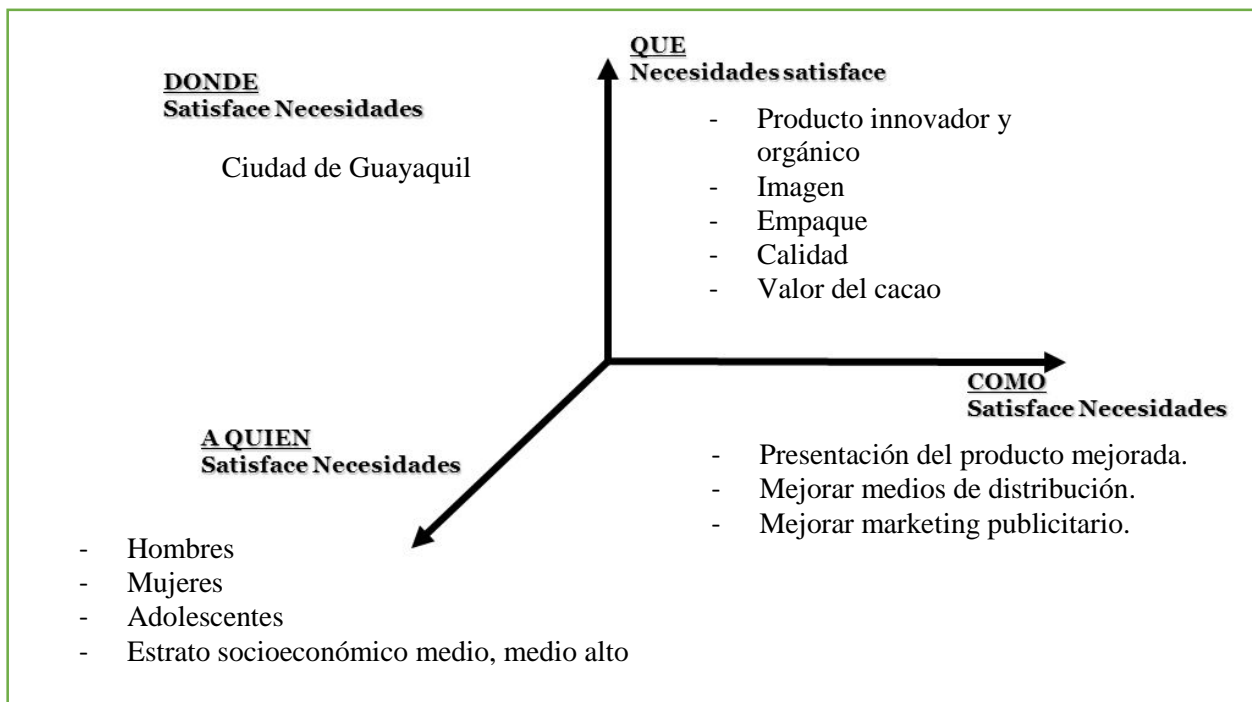 DONDE
Satisface Necesidades
Ciudad de Guayaquil
QUE
Necesidades satisface
- Producto innovador y
orgánico
- Imagen
- Empaque
- Calidad
- Valor del cacao
COMO
Satisface Necesidades
- Presentación del producto mejorada.
- Mejorar medios de distribución.
- Mejorar marketing publicitario.
A QUIEN
Satisface Necesidades
- Hombres
- Mujeres
- Adolescentes
- Estrato socioeconómico medio, medio alto